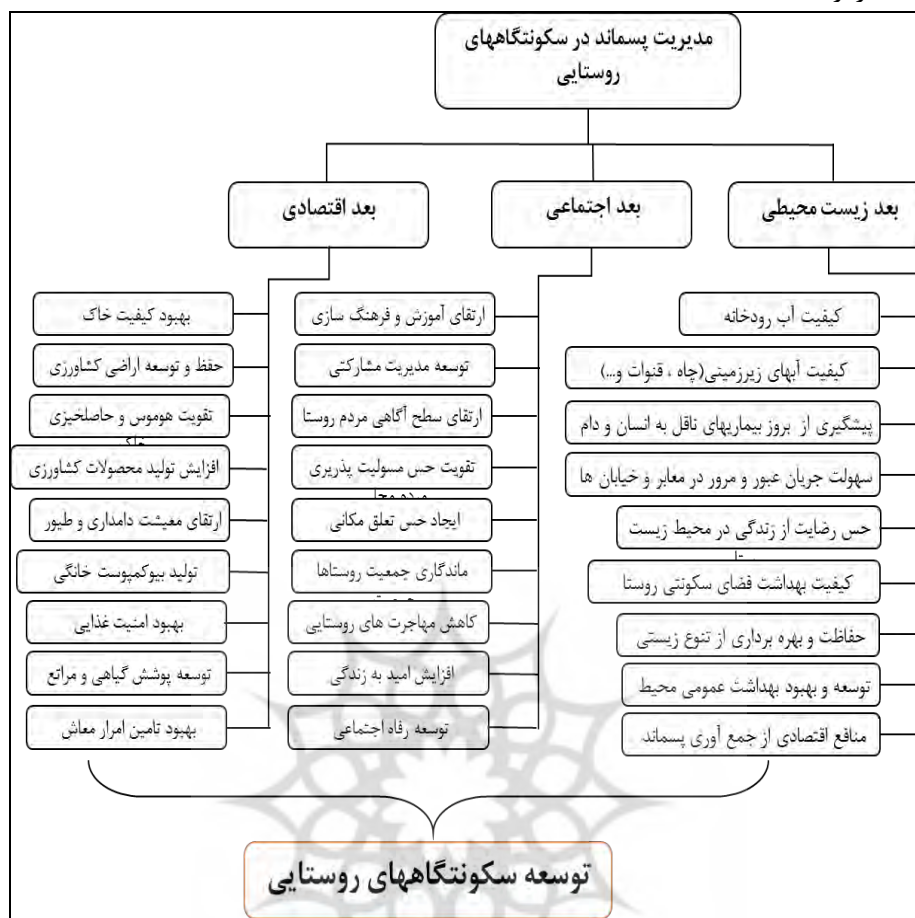 مدیریت پسماند در سکونتگاههای
روستایی
بعد زیست محیطی
بعد اجتماعی
بعد اقتصادی
کیفیت آب رودخانه
کیفیت آبهای زیرزمینی(چاه ، قنوات و...)
پیشگیری از بروز بیماریهای ناقل به انسان و دام
سهولت جریان عبور و مرور در معابر و خیابان ها
حس رضایت از زندگی در محیط زیست
کیفیت بهداشت فضای سکونتی روستا
حفاظت و بهره برداری از تنوع زیستی
توسعه و بهبود بهداشت عمومی محیط
منافع اقتصادی از جمع آوری پسماند
ارتقای آموزش و فرهنگ سازی
توسعه مدیریت مشارکتی
ارتقای سطح آگاهی مردم روستا
تقویت حس مسولیت پذیری
ایجاد حس تعلق مکانی
ماندگاری جمعیت روستاها
کاهش مهاجرت های روستایی
افزایش امید به زندگی
توسعه رفاه اجتماعی
بهبود کیفیت خاک
حفظ و توسعه اراضی کشاورزی
تقویت هوموس و حاصلخیزی
افزایش تولید محصولات کشاورزی
ارتقای معیشت دامداری و طیور
تولید بیوکمپوست خانگی
بهبود امنیت غذایی
توسعه پوشش گیاهی و مراتع
بهبود تامین امرار معاش
توسعه سکونتگاههای روستایی